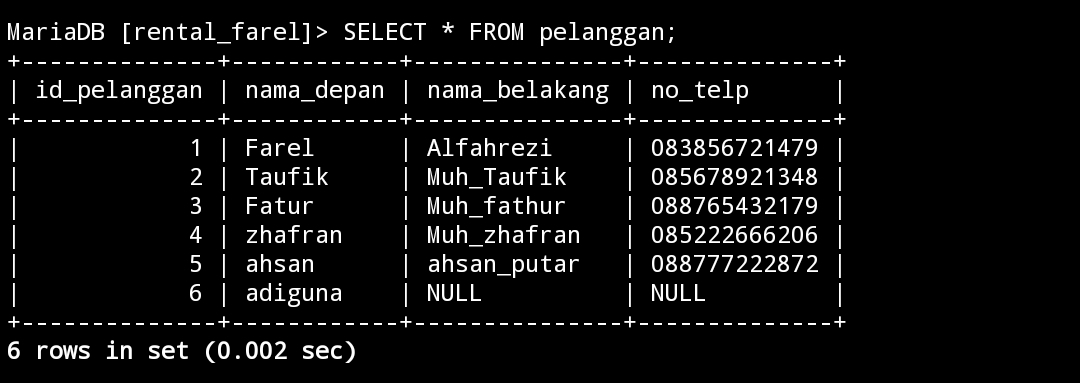 MariaDB [rental_farel]> SELECT * FROM pelanggan;
+--------------+------------+---------------+--------------+
| id_pelanggan | nama_depan | nama_belakang | no_telp      |
+--------------+------------+---------------+--------------+
|            1 | Farel      | Alfahrezi     | 083856721479 |
|            2 | Taufik     | Muh_Taufik    | 085678921348 |
|            3 | Fatur      | Muh_fathur    | 088765432179 |
|            4 | zhafran    | Muh_zhafran   | 085222666206 |
|            5 | ahsan      | ahsan_putar   | 088777222872 |
|            6 | adiguna    | NULL          | NULL         |
+--------------+------------+---------------+--------------+
6 rows in set (0.002 sec)